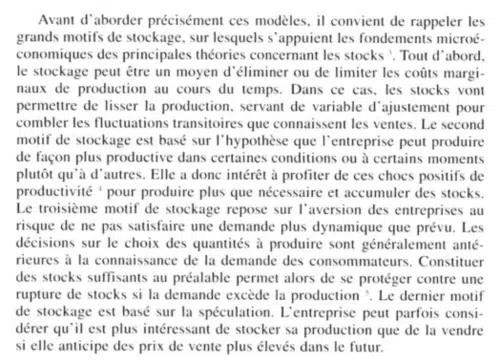 Avant d'aborder précisément ces modèles, il convient de rappeler les
grands motifs de stockage, sur lesquels s'appuient les fondements microé-
conomiques des principales théories concernant les stocks ³. Tout d'abord,
le stockage peut être un moyen d'éliminer ou de limiter les coûts margi-
naux de production au cours du temps. Dans ce cas, les stocks vont
permettre de lisser la production, servant de variable d'ajustement pour
combler les fluctuations transitoires que connaissent les ventes. Le second
motif de stockage est basé sur l'hypothèse que l'entreprise peut produire
de façon plus productive dans certaines conditions ou à certains moments
plutôt qu'à d'autres. Elle a donc intérêt à profiter de ces chocs positifs de
productivité ⁴ pour produire plus que nécessaire et accumuler des stocks.
Le troisième motif de stockage repose sur l'aversion des entreprises au
risque de ne pas satisfaire une demande plus dynamique que prévu. Les
décisions sur le choix des quantités à produire sont généralement anté-
rieures à la connaissance de la demande des consommateurs. Constituer
des stocks suffisants au préalable permet alors de se protéger contre une
rupture de stocks si la demande excède la production ⁵. Le dernier motif
de stockage est basé sur la spéculation. L'entreprise peut parfois consi-
dérer qu'il est plus intéressant de stocker sa production que de la vendre
si elle anticipe des prix de vente plus élevés dans le futur.